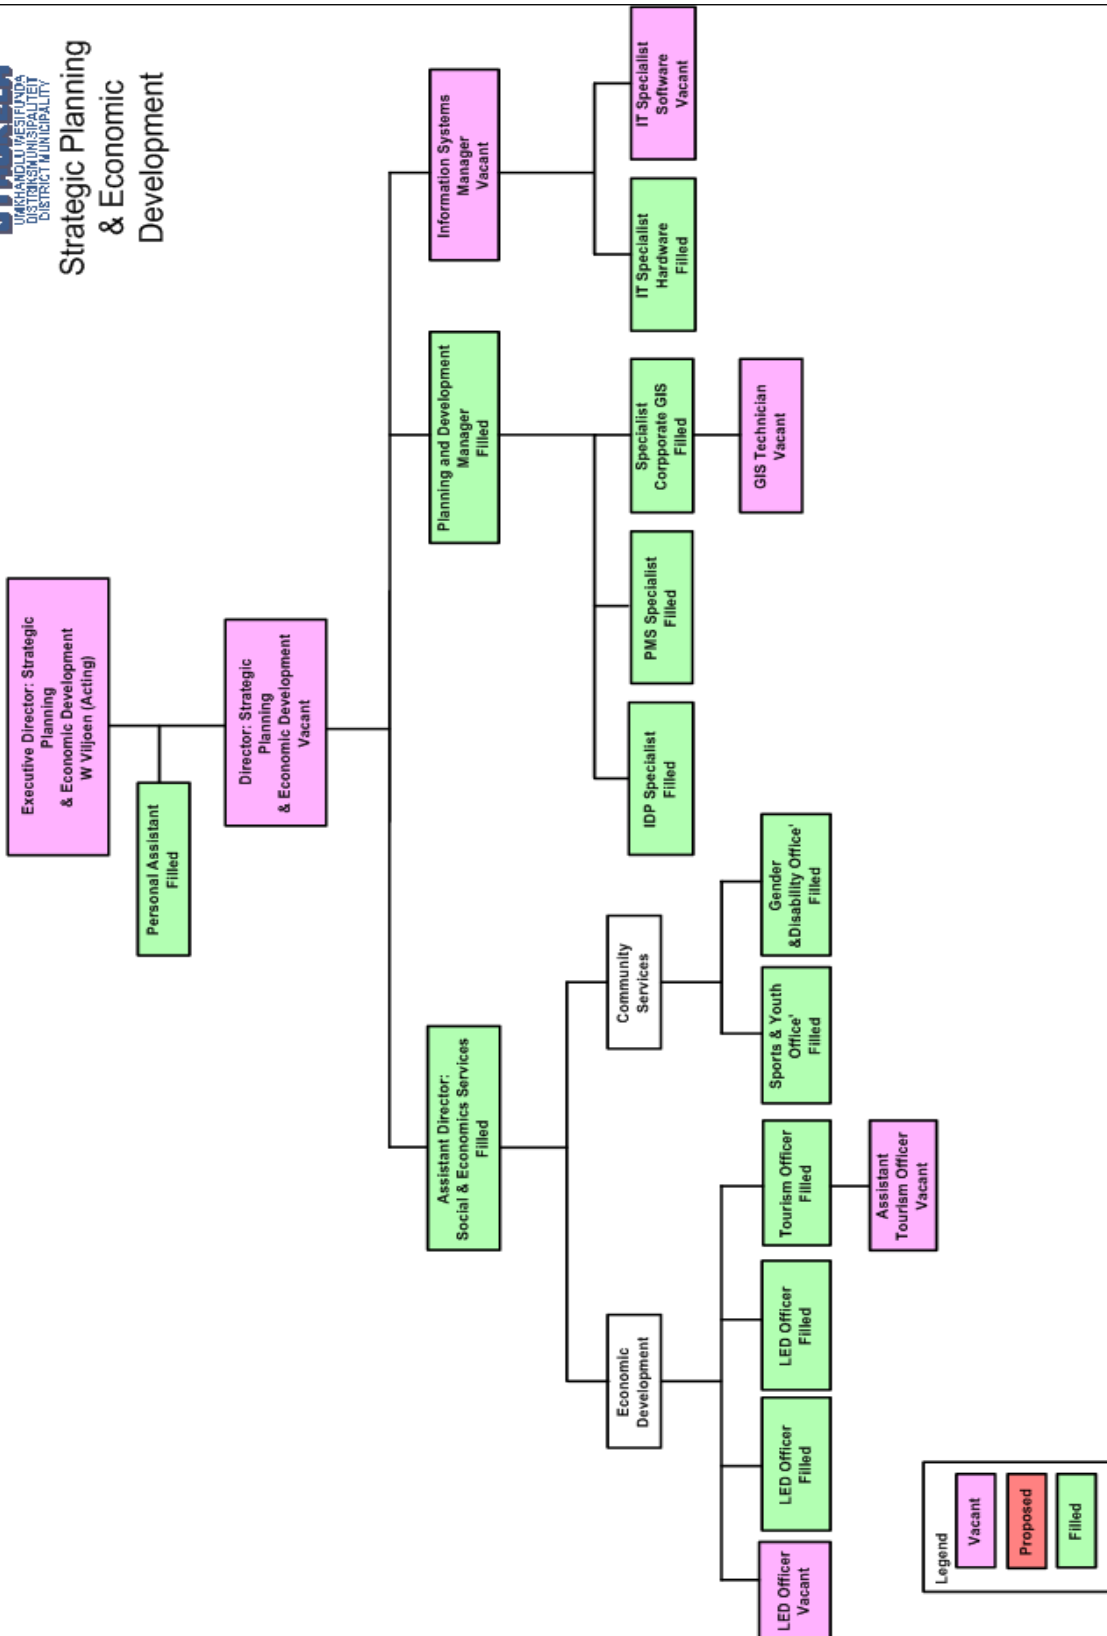 UMKHANDLU WESIFUNDA
DISTRIKSMUNISIPALITEIT
DISTRICT MUNICIPALITY
Strategic Planning
& Economic
Development
Executive Director: Strategic
Planning
& Economic Development
W Viljoen (Acting)
Personal Assistant
Filled
Director: Strategic
Planning
& Economic Development
Vacant
Assistant Director:
Social & Economics Services
Filled
Planning and Development
Manager
Filled
Information Systems
Manager
Vacant
Economic
Development
Community
Services
IDP Specialist
Filled
PMS Specialist
Filled
Specialist
Corpporate GIS
Filled
IT Specialist
Hardware
Filled
IT Specialist
Software
Vacant
GIS Technician
Vacant
LED Officer
Vacant
LED Officer
Filled
LED Officer
Filled
Tourism Officer
Filled
Sports & Youth
Office'
Filled
Gender
&Disability Office'
Filled
Assistant
Tourism Officer
Vacant
Legend
Vacant
Proposed
Filled